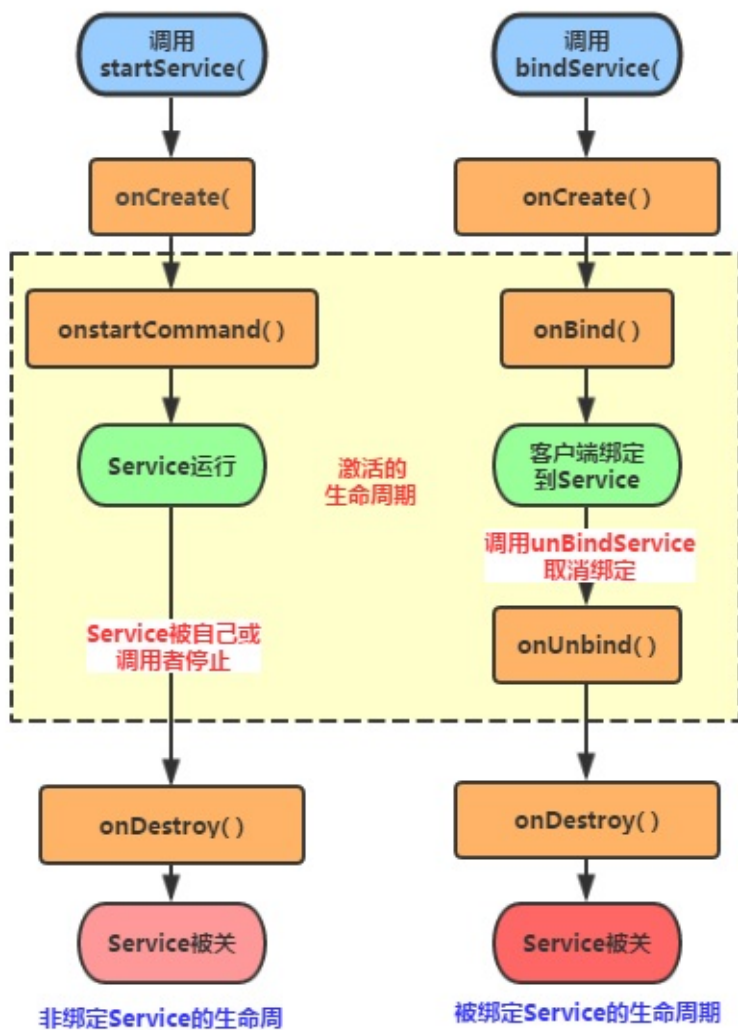 调用
startService(
onCreate(
onstartCommand( )
Service运行
Service被自己或
调用者停止
onDestroy( )
Service被关
非绑定Service的生命周
激活的
生命周期
调用
bindService(
onCreate( )
onBind( )
客户端绑定
到Service
调用unBindService
取消绑定
onUnbind( )
onDestroy( )
Service被关
被绑定Service的生命周期